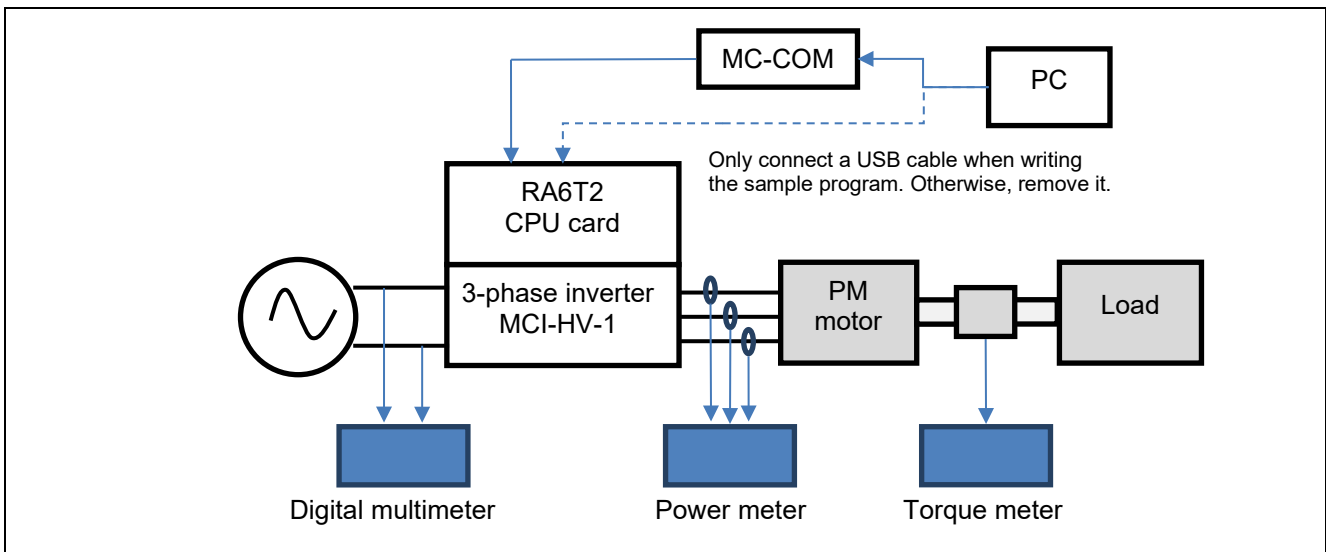 MC-COM
PC
Only connect a USB cable when writing
the sample program. Otherwise, remove it.
RA6T2
CPU card
3-phase inverter
MCI-HV-1
PM
motor
Load
Digital multimeter
Power meter
Torque meter